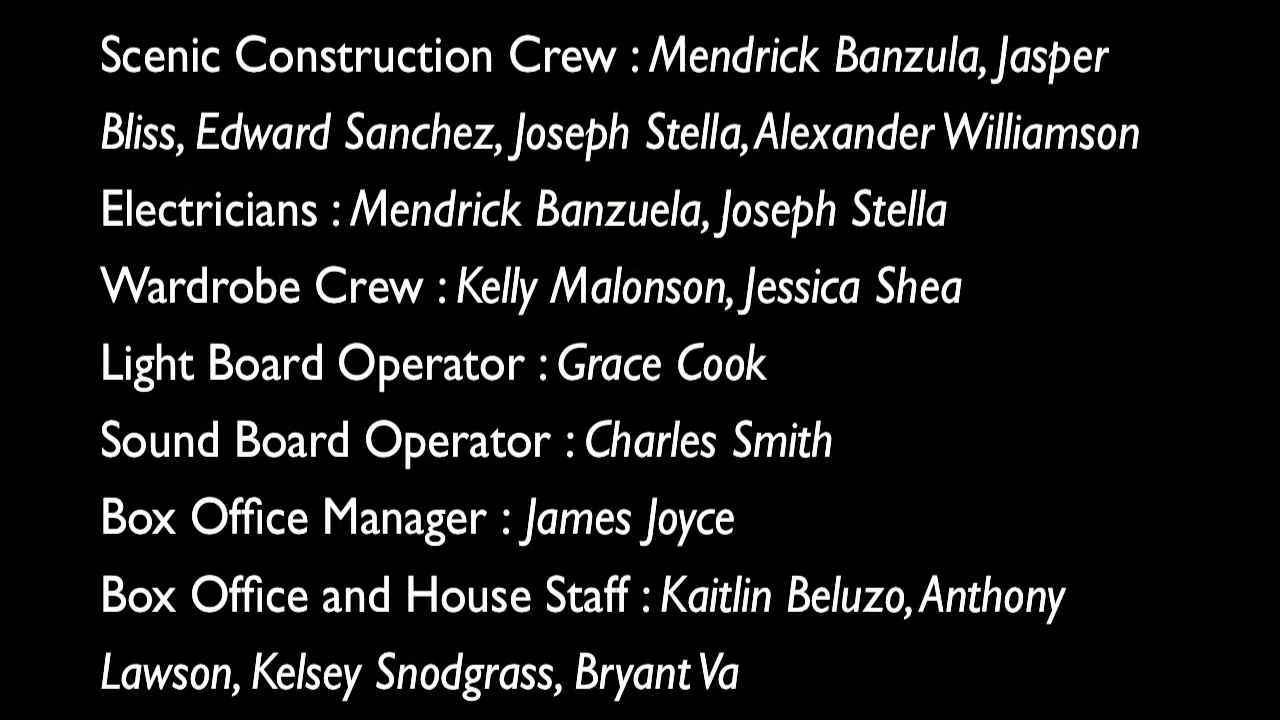 Scenic Construction Crew : Mendrick Banzula, Jasper
Bliss, Edward Sanchez, Joseph Stella, Alexander Williamson
Electricians : Mendrick Banzuela, Joseph Stella
Wardrobe Crew : Kelly Malonson, Jessica Shea
Light Board Operator : Grace Cook
Sound Board Operator : Charles Smith
Box Office Manager : James Joyce
Box Office and House Staff : Kaitlin Beluzo, Anthony
Lawson, Kelsey Snodgrass, Bryant Va